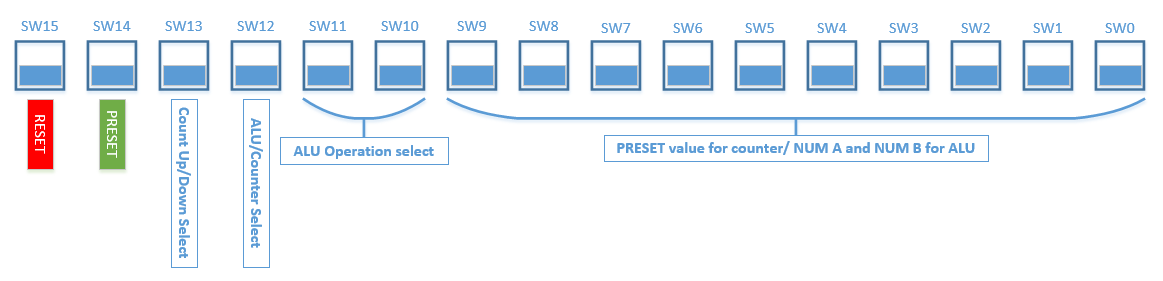 SW15 SW14 SW13 SW12 SW11 SW10 SW9 SW8 SW7 SW6 SW5 SW4 SW3 SW2 SW1 SW0
RESET
PRESET
Count Up/Down Select
ALU/Counter Select
ALU Operation select
PRESET value for counter/ NUM A and NUM B for ALU